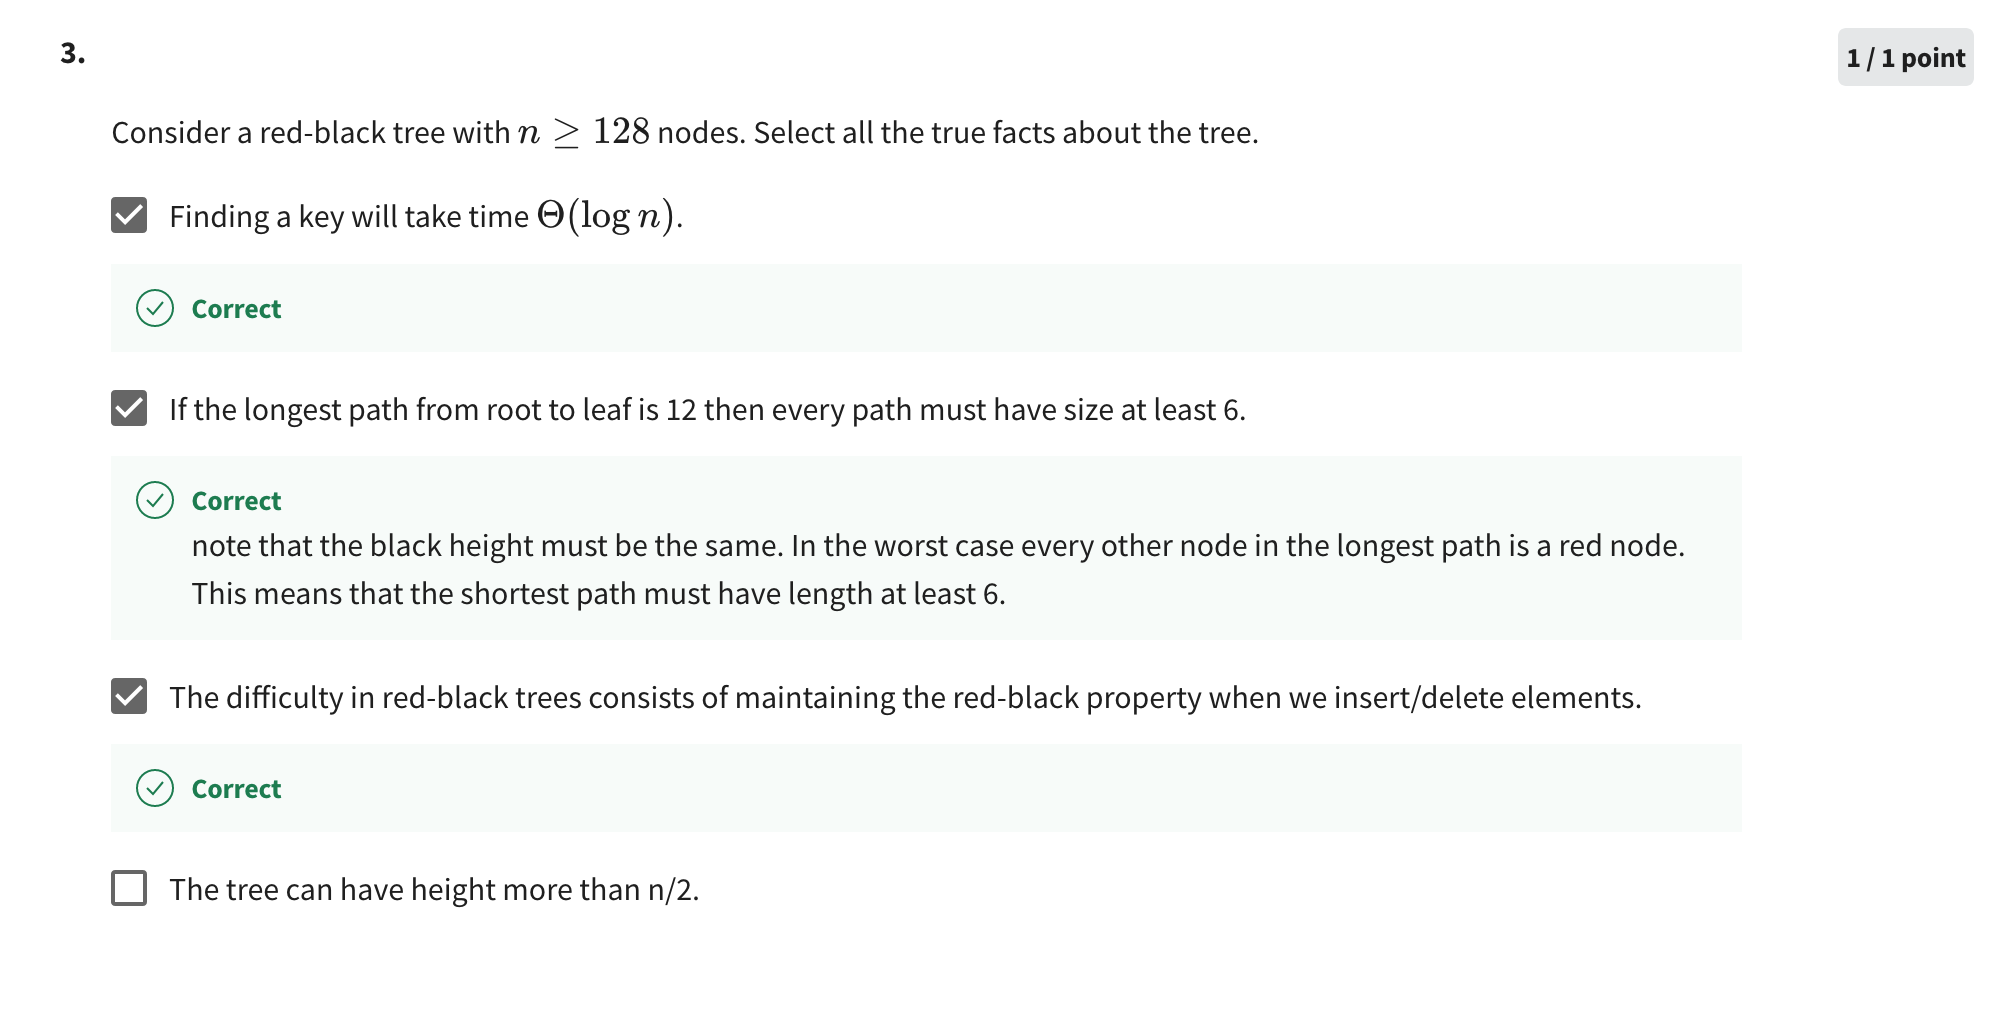 3.
1 / 1 point
Consider a red-black tree with n ≥ 128 nodes. Select all the true facts about the tree.
Finding a key will take time Θ(log n).
Correct
If the longest path from root to leaf is 12 then every path must have size at least 6.
Correct
note that the black height must be the same. In the worst case every other node in the longest path is a red node.
This means that the shortest path must have length at least 6.
The difficulty in red-black trees consists of maintaining the red-black property when we insert/delete elements.
Correct
The tree can have height more than n/2.